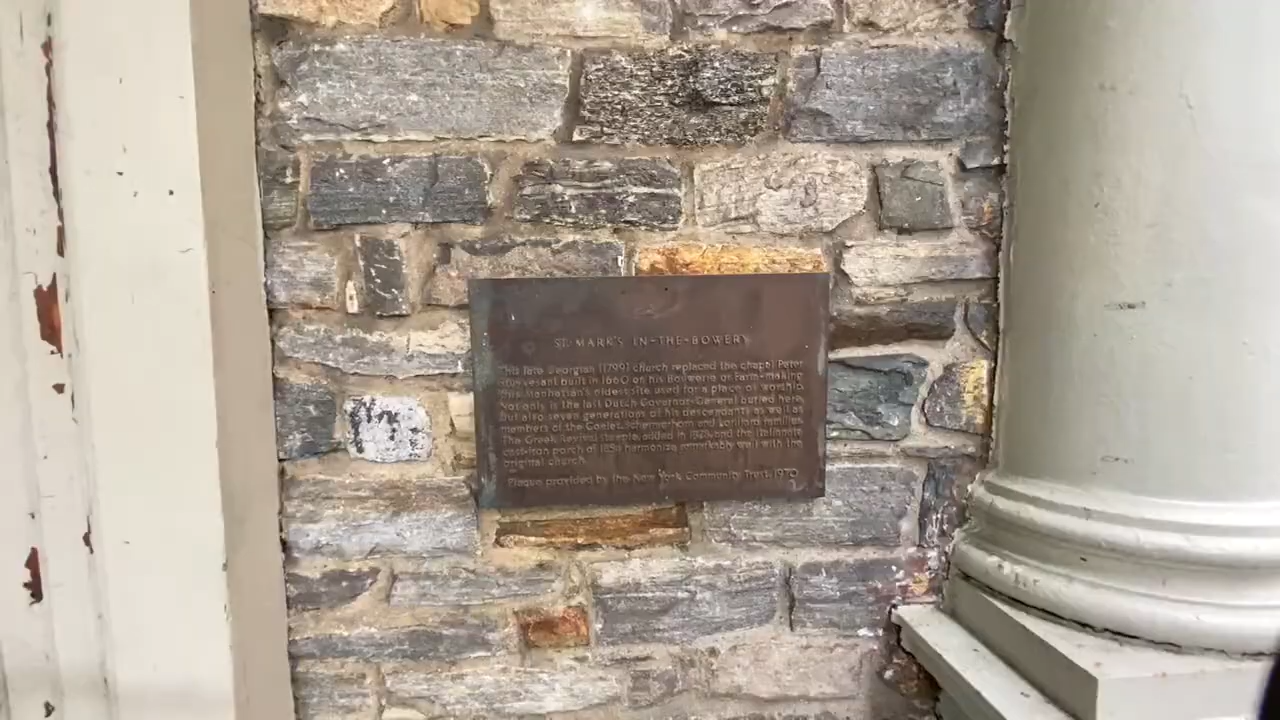 ST. MARK'S IN-THE-BOWERY
This late Georgian (1799) church replaced the chapel Peter
Stuyvesant built in 1660 on his Bouwerie or Farm-making
this Manhattan's oldest site used for a place of worship.
Not only is the last Dutch Governor-General buried here,
but also seven generations of his descendants as well as
members of the Goelet, Schermerhorn and Lorillard families.
The Greek Revival steeple, added in 1828, and the Italianate
cast-iron porch of 1854 harmonize remarkably well with the
original church.
Plaque provided by the New York Community Trust, 1970